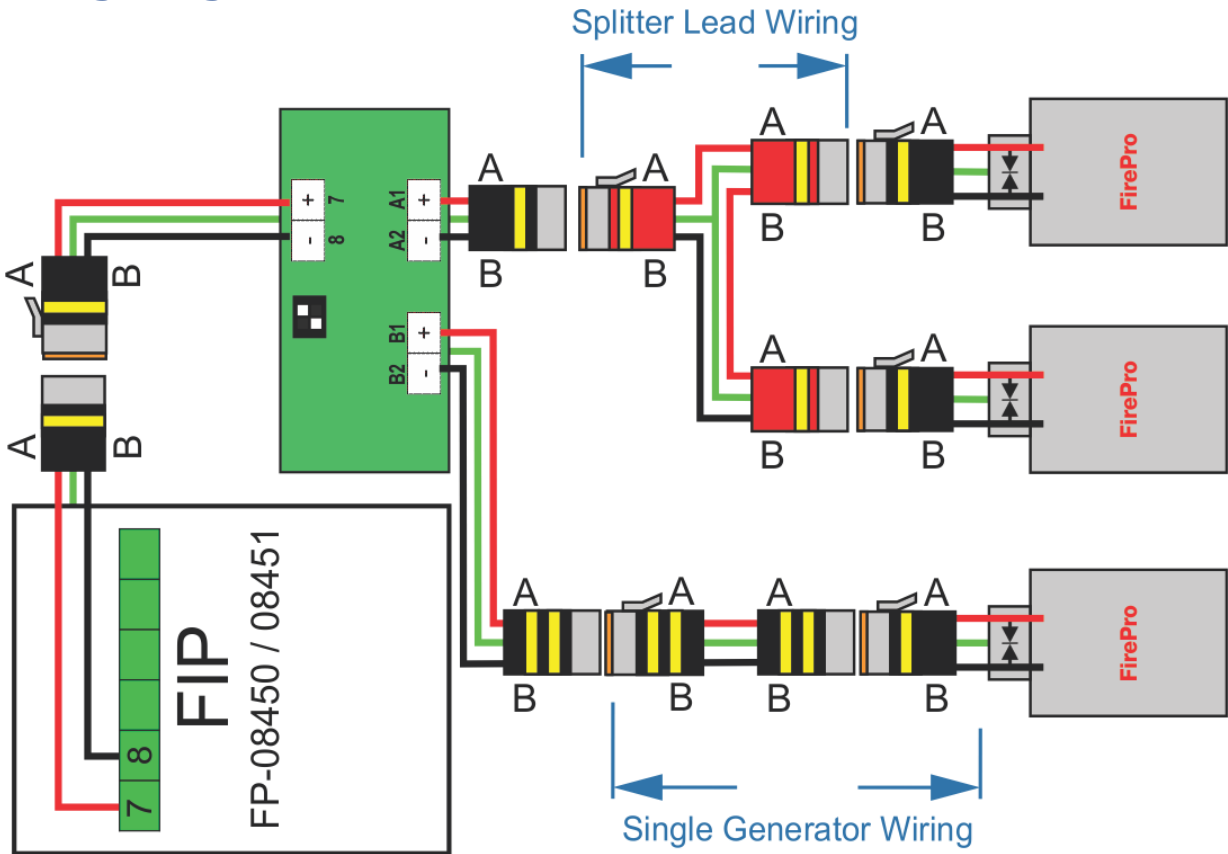 Splitter Lead Wiring
A
B
A
B
A
B
A
B
FirePro
+
7
-
8
A1
+
A2
-
B1
+
B2
-
A
B
A
B
A
B
A
B
FirePro
FIP
FP-08450 / 08451
8
7
A
B
A
B
A
B
A
B
FirePro
Single Generator Wiring